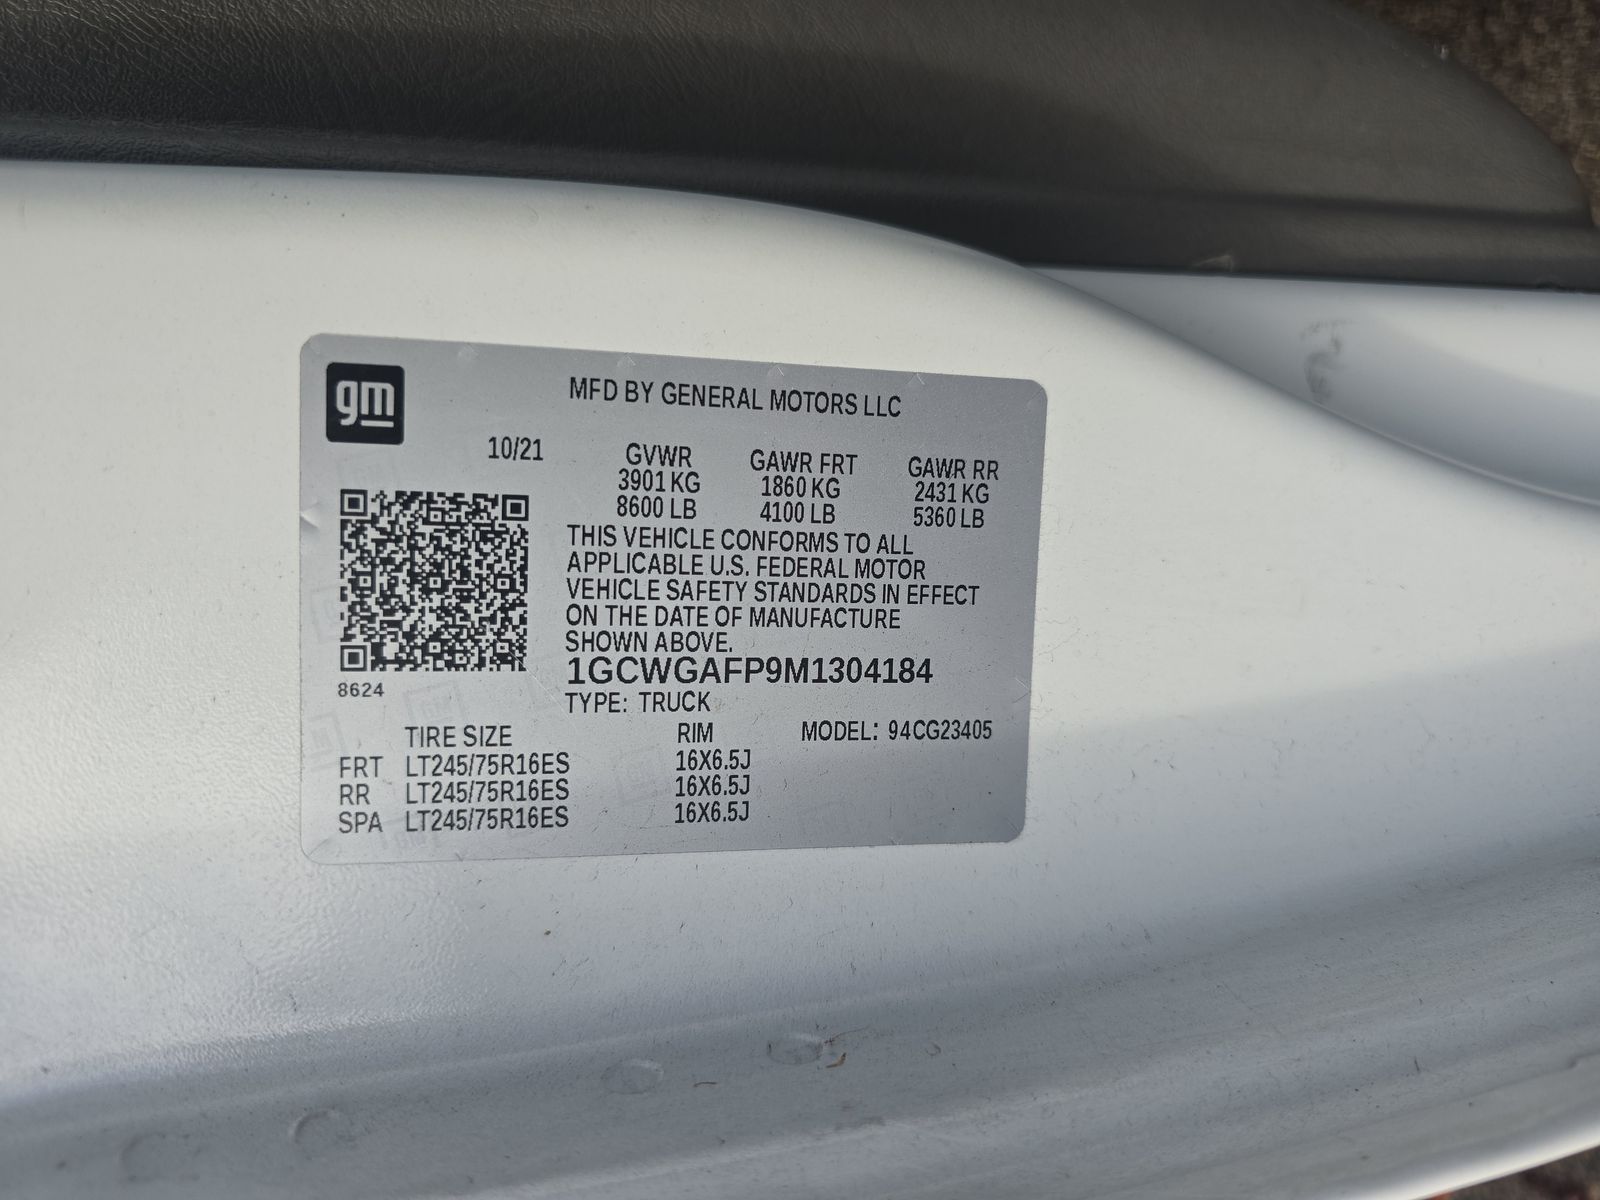 gm
MFD BY GENERAL MOTORS LLC
10/21
GVWR GAWR FRT GAWR RR
3901 KG 1860 KG 2431 KG
8600 LB 4100 LB 5360 LB
THIS VEHICLE CONFORMS TO ALL
APPLICABLE U.S. FEDERAL MOTOR
VEHICLE SAFETY STANDARDS IN EFFECT
ON THE DATE OF MANUFACTURE
SHOWN ABOVE.
1GCWGAFP9M1304184
8624
TYPE: TRUCK
TIRE SIZE RIM MODEL: 94CG23405
FRT LT245/75R16ES 16X6.5J
RR LT245/75R16ES 16X6.5J
SPA LT245/75R16ES 16X6.5J